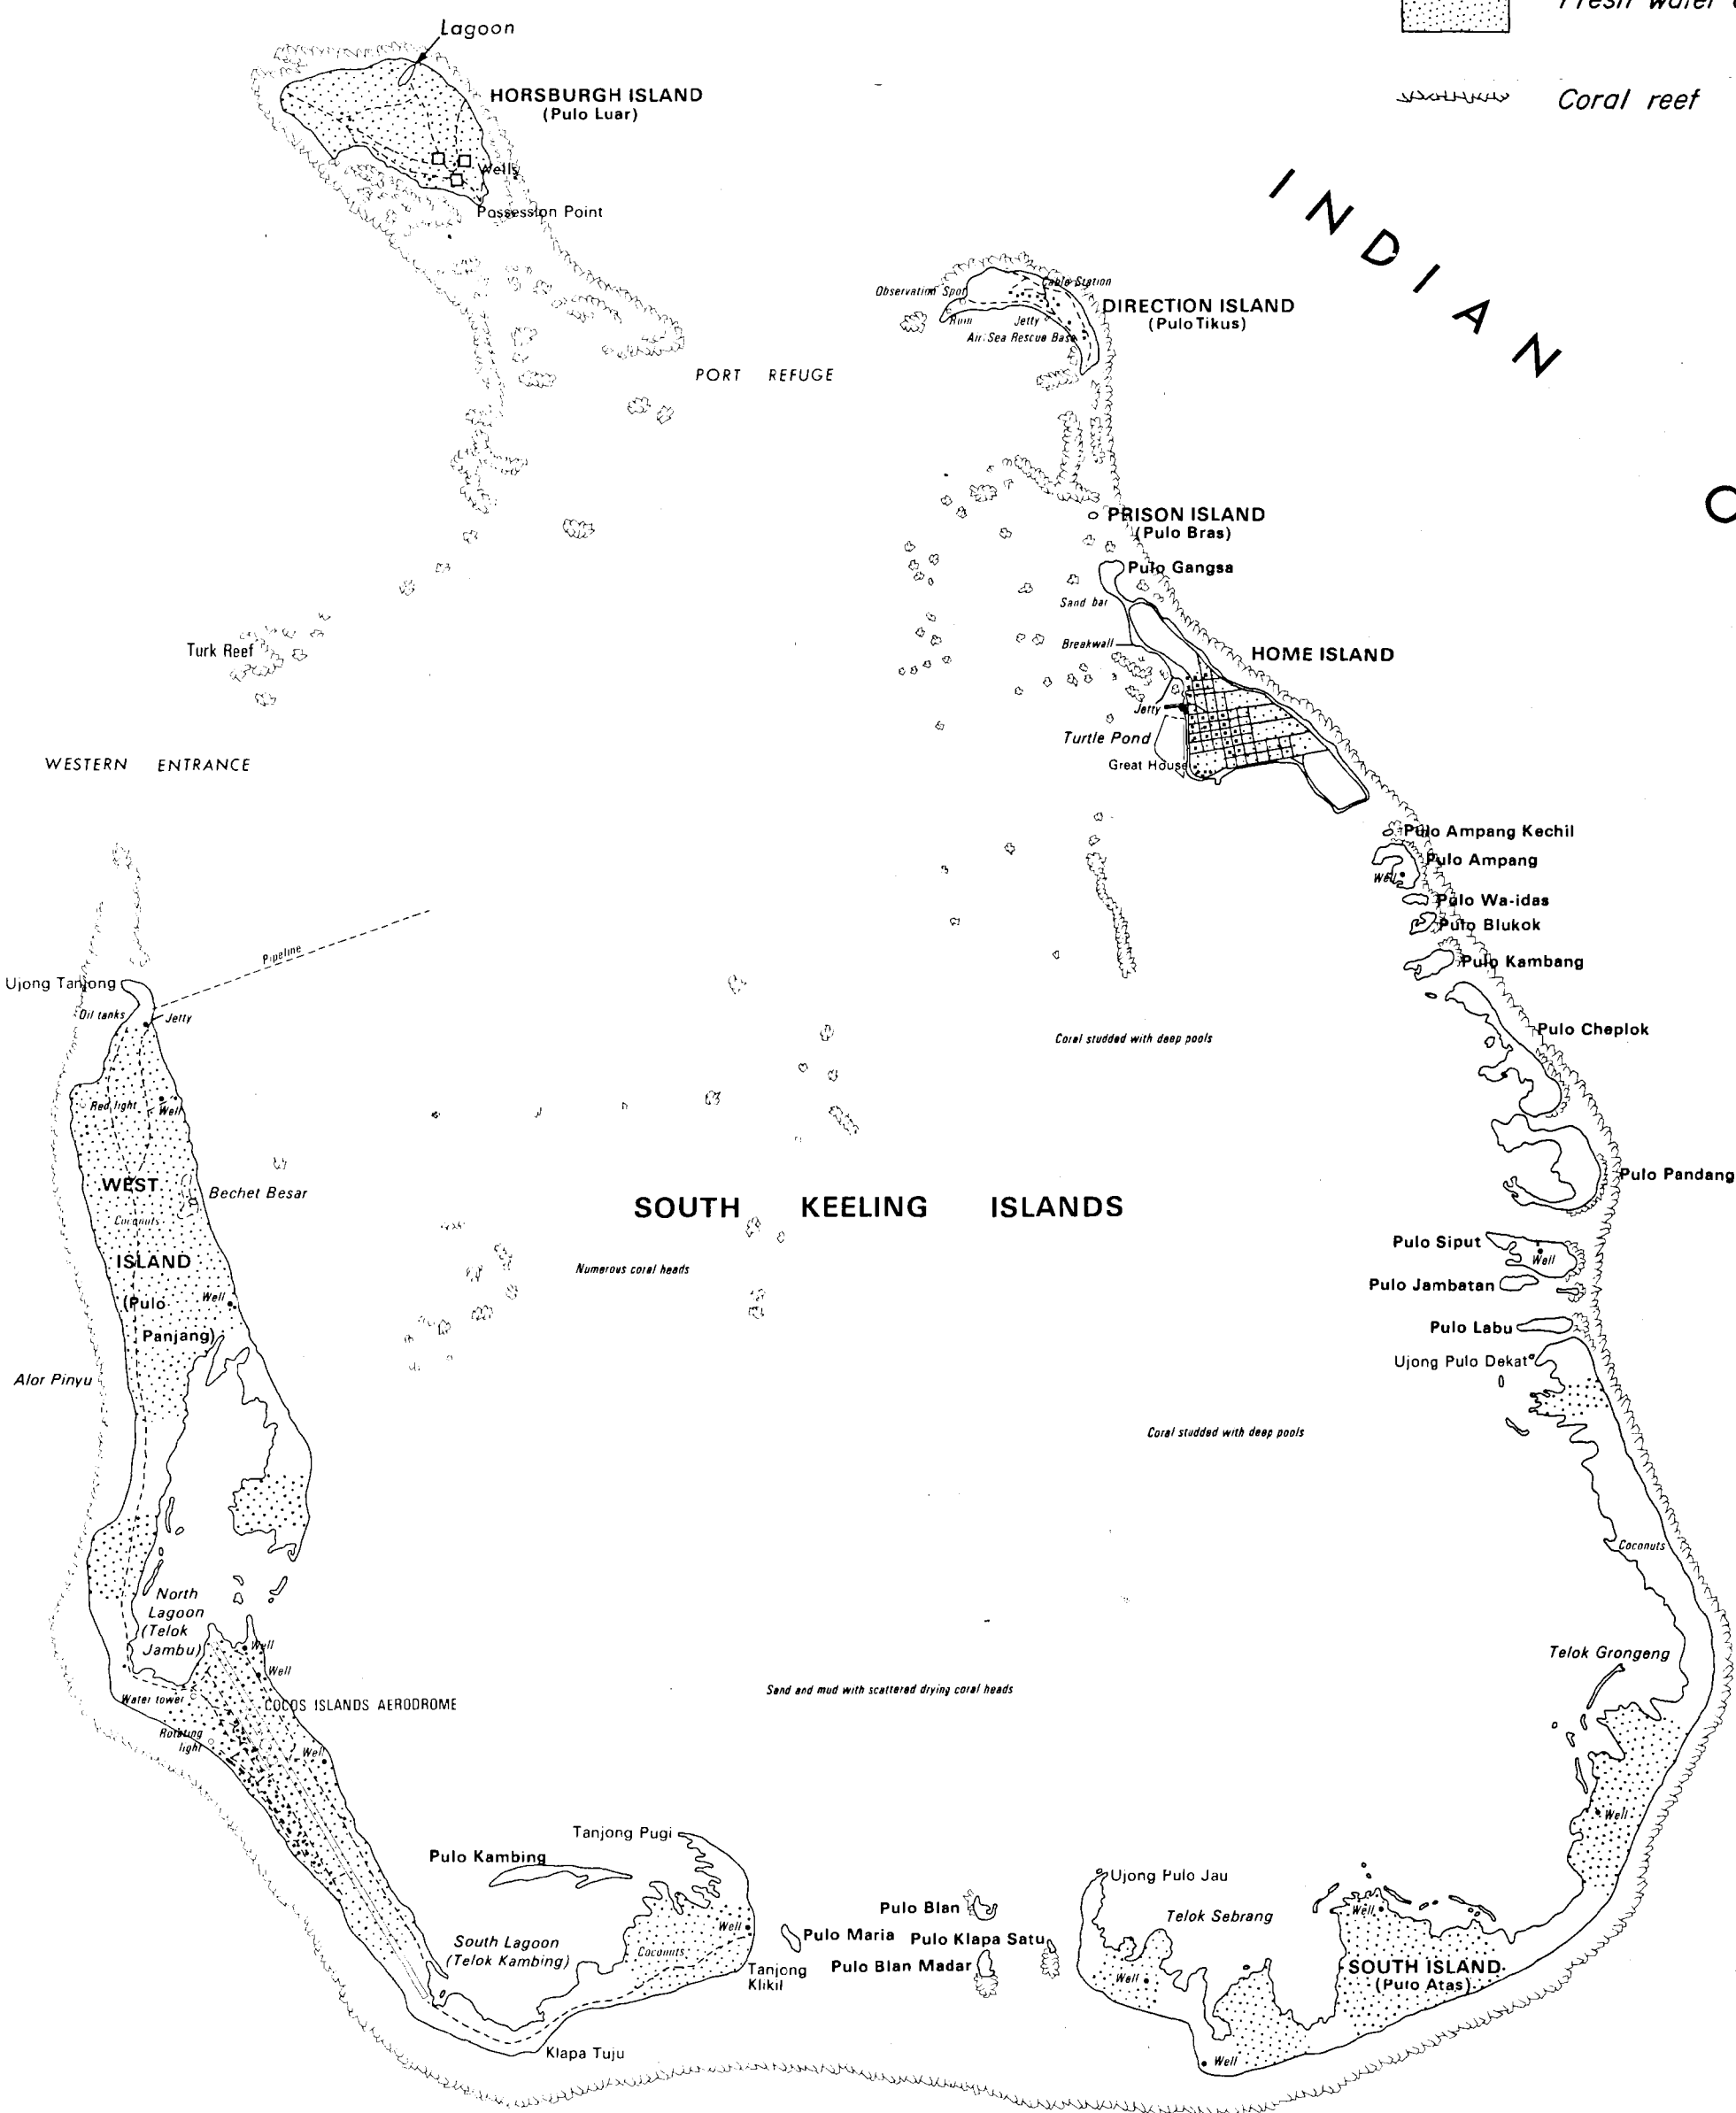 Lagoon
Fresh water
Coral reef
HORSBURGH ISLAND
(Pulo Luar)
Wells
Possession Point
INDIAN
O
Observation Spot
Cable Station
Ruin
Jetty
Air-Sea Rescue Base
DIRECTION ISLAND
(Pulo Tikus)
PORT REFUGE
PRISON ISLAND
(Pulo Bras)
Pulo Gangsa
Sand bar
Breakwall
HOME ISLAND
Turk Reef
Jetty
Turtle Pond
Great House
WESTERN ENTRANCE
Pulo Ampang Kechil
Pulo Ampang
Well
Pulo Wa-idas
Pulo Blukok
Pulo Kambang
Pipeline
Ujong Tanjong
Oil tanks
Jetty
Pulo Cheplok
Coral studded with deep pools
Red light
Well
Pulo Pandang
WEST
ISLAND
(Pulo
Panjang)
Coconuts
Well
Bechet Besar
SOUTH KEELING ISLANDS
Pulo Siput
Well
Numerous coral heads
Pulo Jambatan
Pulo Labu
Ujong Pulo Dekat
Alor Pinyu
Coral studded with deep pools
Coconuts
North
Lagoon
(Telok
Jambu)
Well
Well
Telok Grongeng
Water tower
COCOS ISLANDS AERODROME
Sand and mud with scattered drying coral heads
Rotating
light
Well
Well
Tanjong Pugi
Pulo Kambing
Ujong Pulo Jau
Pulo Blan
Telok Sebrang
Well
Well
Pulo Maria
Pulo Klapa Satu
South Lagoon
(Telok Kambing)
Coconuts
Tanjong
Klikil
Pulo Blan Madar
Well
SOUTH ISLAND
(Pulo Atas)
Klapa Tuju
Well